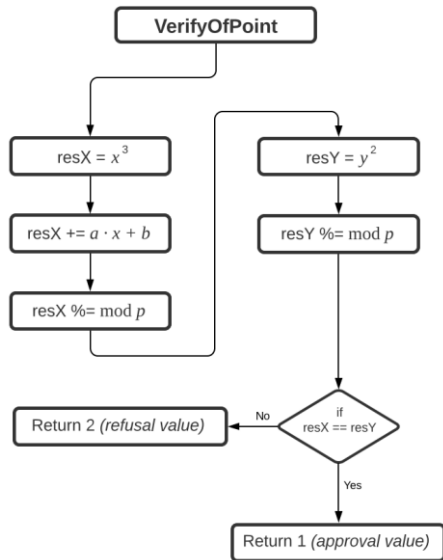 VerifyOfPoint
resX = x³
resX += a · x + b
resX %= mod p
resY = y²
resY %= mod p
if
resX == resY
No
Return 2 (refusal value)
Yes
Return 1 (approval value)